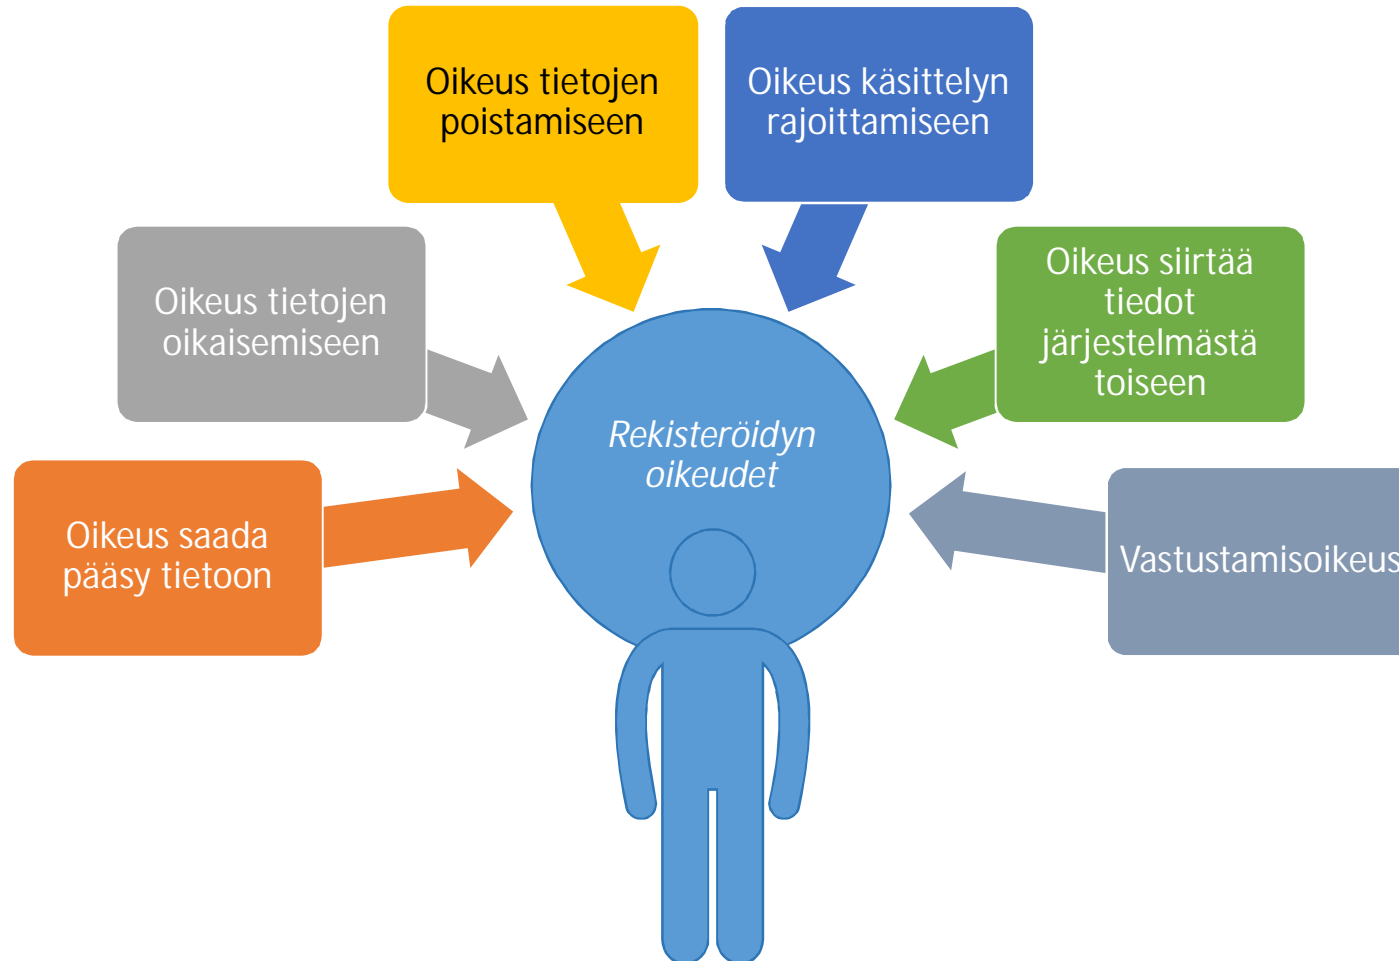 Oikeus tietojen
poistamiseen
Oikeus käsittelyn
rajoittamiseen
Oikeus tietojen
oikaisemiseen
Oikeus siirtää
tiedot
järjestelmästä
toiseen
Rekisteröidyn
oikeudet
Oikeus saada
pääsy tietoon
Vastustamisoikeus